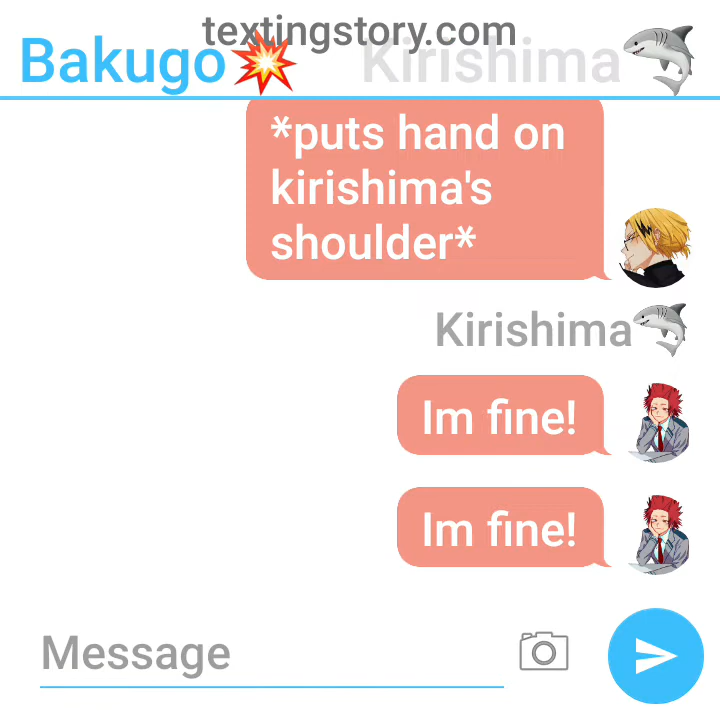 textingstory.com
Bakugo💥 Kirishima🦈
*puts hand on
kirishima's
shoulder*
Kirishima🦈
Im fine!
Im fine!
Message